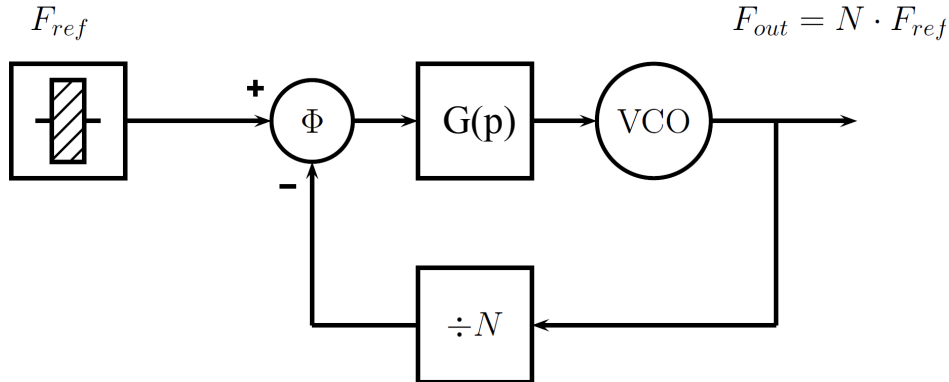 F_ref
F_out = N · F_ref
+
Φ
G(p)
VCO
-
÷N